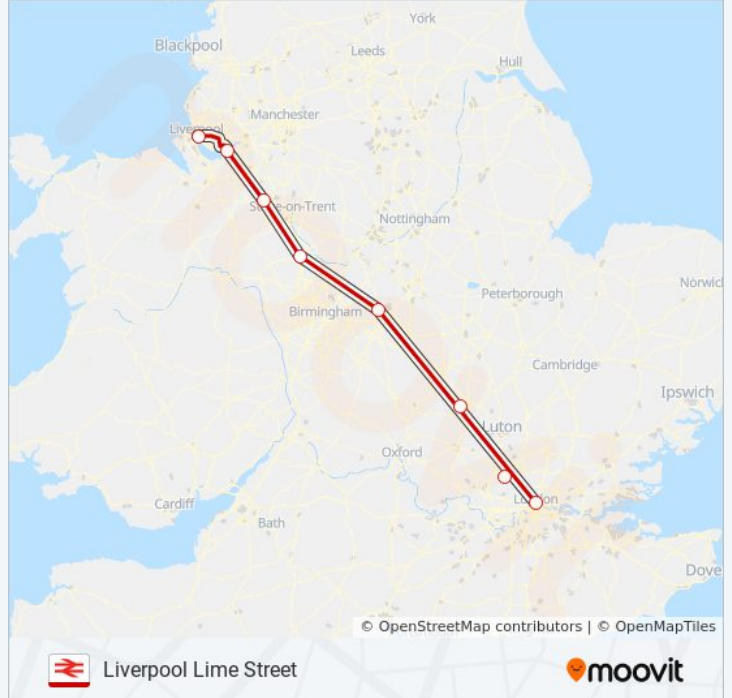 York
Blackpool
Leeds
Hull
Manchester
Liverpool
Stoke-on-Trent
Nottingham
Norwich
Peterborough
Birmingham
Cambridge
Ipswich
Luton
Oxford
London
Cardiff
Bath
Dove
© OpenStreetMap contributors | © OpenMapTiles
Liverpool Lime Street
moovit